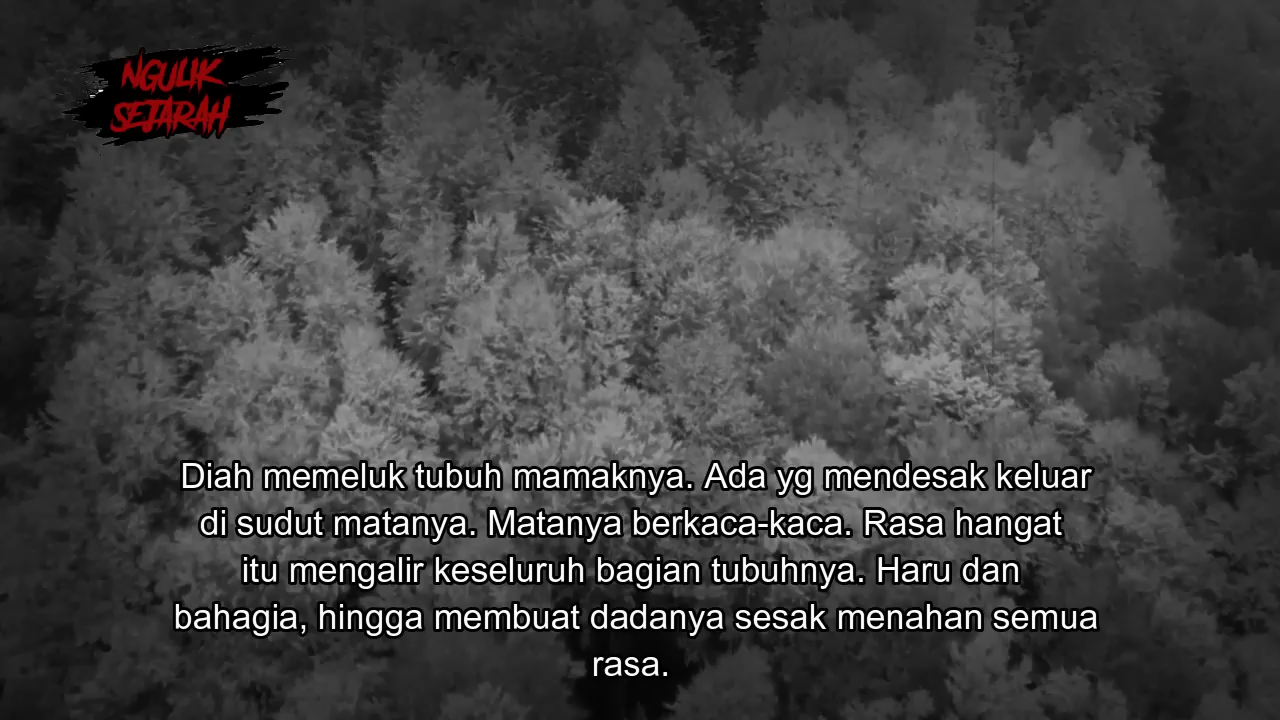 NGULIK
SEJARAH
Diah memeluk tubuh mamaknya. Ada yg mendesak keluar
di sudut matanya. Matanya berkaca-kaca. Rasa hangat
itu mengalir keseluruh bagian tubuhnya. Haru dan
bahagia, hingga membuat dadanya sesak menahan semua
rasa.